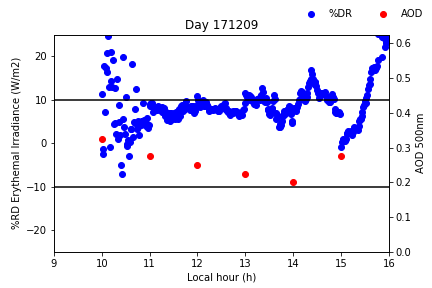 %DR AOD
Day 171209
%RD Erythemal Irradiance (W/m2)
20
10
0
−10
−20
0.6
0.5
0.4
0.3
0.2
0.1
0.0
AOD 500nm
9 10 11 12 13 14 15 16
Local hour (h)